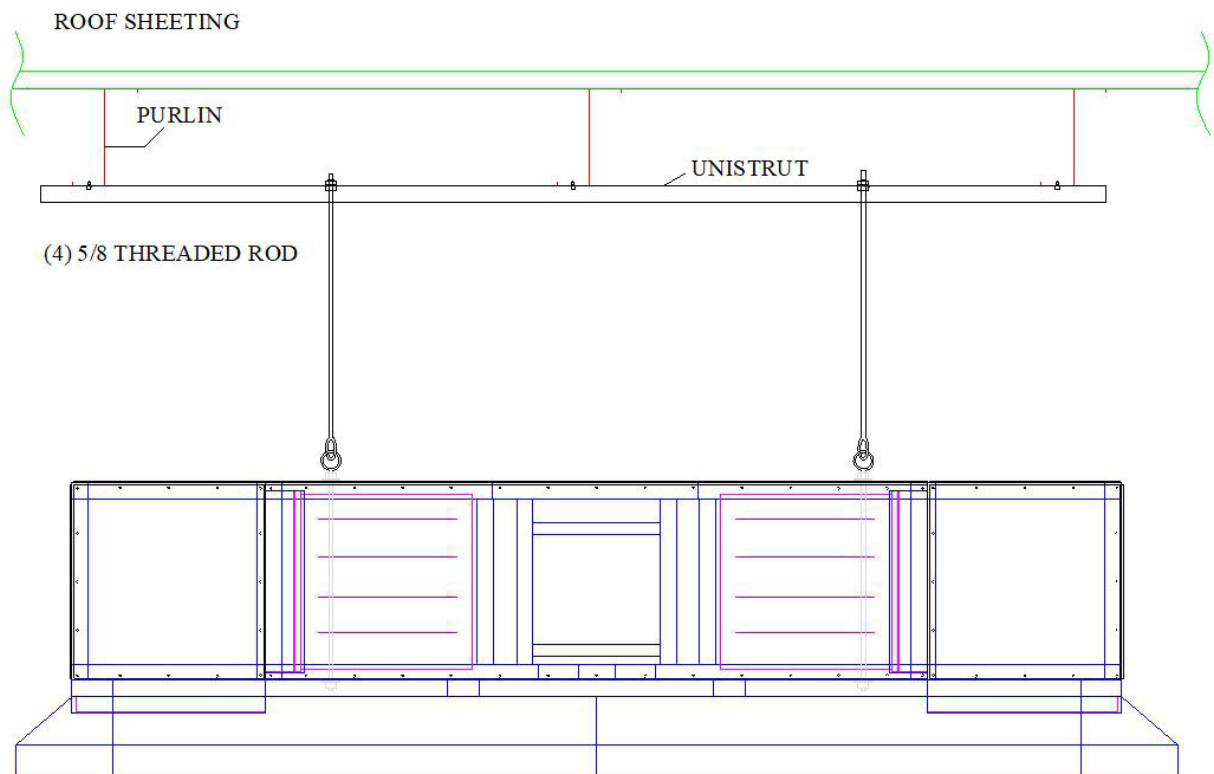 ROOF SHEETING
PURLIN
UNISTRUT
(4) 5/8 THREADED ROD